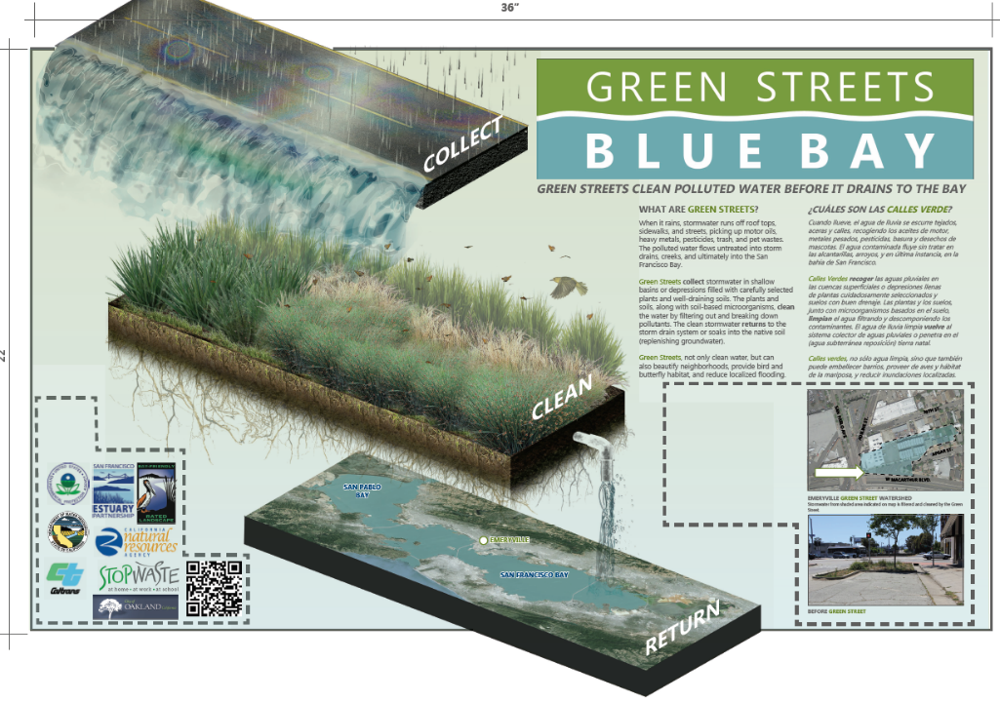 36”
22
COLLECT
GREEN STREETS
BLUE BAY
GREEN STREETS CLEAN POLLUTED WATER BEFORE IT DRAINS TO THE BAY
WHAT ARE GREEN STREETS?
When it rains, stormwater runs off roof tops,
sidewalks, and streets, picking up motor oils,
heavy metals, pesticides, trash, and pet wastes.
The polluted water flows untreated into storm
drains, creeks, and ultimately into the San
Francisco Bay.
Green Streets collect stormwater in shallow
basins or depressions filled with carefully selected
plants and well-draining soils. The plants and
soils, along with soil-based microorganisms, clean
the water by filtering out and breaking down
pollutants. The clean stormwater returns to the
storm drain system or soaks into the native soil
(replenishing groundwater).
Green Streets, not only clean water, but can
also beautify neighborhoods, provide bird and
butterfly habitat, and reduce localized flooding.
¿CUÁLES SON LAS CALLES VERDE?
Cuando llueve, el agua de lluvia se escurre tejados,
aceras y calles, recogiendo los aceites de motor,
metales pesados, pesticidas, basura y desechos de
mascotas. El agua contaminada fluye sin tratar en
las alcantarillas, arroyos, y en última instancia, en la
bahía de San Francisco.
Calles Verdes recoger las aguas pluviales en
las cuencas superficiales o depresiones llenas
de plantas cuidadosamente seleccionados y
suelos con buen drenaje. Las plantas y los suelos,
junto con microorganismos basados en el suelo,
limpian el agua filtrando y descomponiendo los
contaminantes. El agua de lluvia limpia vuelve al
sistema colector de aguas pluviales o penetra en el
(agua subterránea reposición) tierra natal.
Calles verdes, no sólo agua limpia, sino que también
puede embellecer barrios, proveer de aves y hábitat
de la mariposa, y reducir inundaciones localizadas.
CLEAN
SAN PABLO
BAY
EMERYVILLE
SAN FRANCISCO BAY
RETURN
SAN FRANCISCO
ESTUARY
PARTNERSHIP
BAY-FRIENDLY
RATED
LANDSCAPE
CALIFORNIA
natural
resources
AGENCY
Caltrans
STOPWASTE
at home • at work • at school
OAKLAND
APGAR ST.
W MACARTHUR BLVD.
EMERYVILLE GREEN STREET WATERSHED
Stormwater from shaded area indicated on map is filtered and cleaned by the Green
Street
BEFORE GREEN STREET